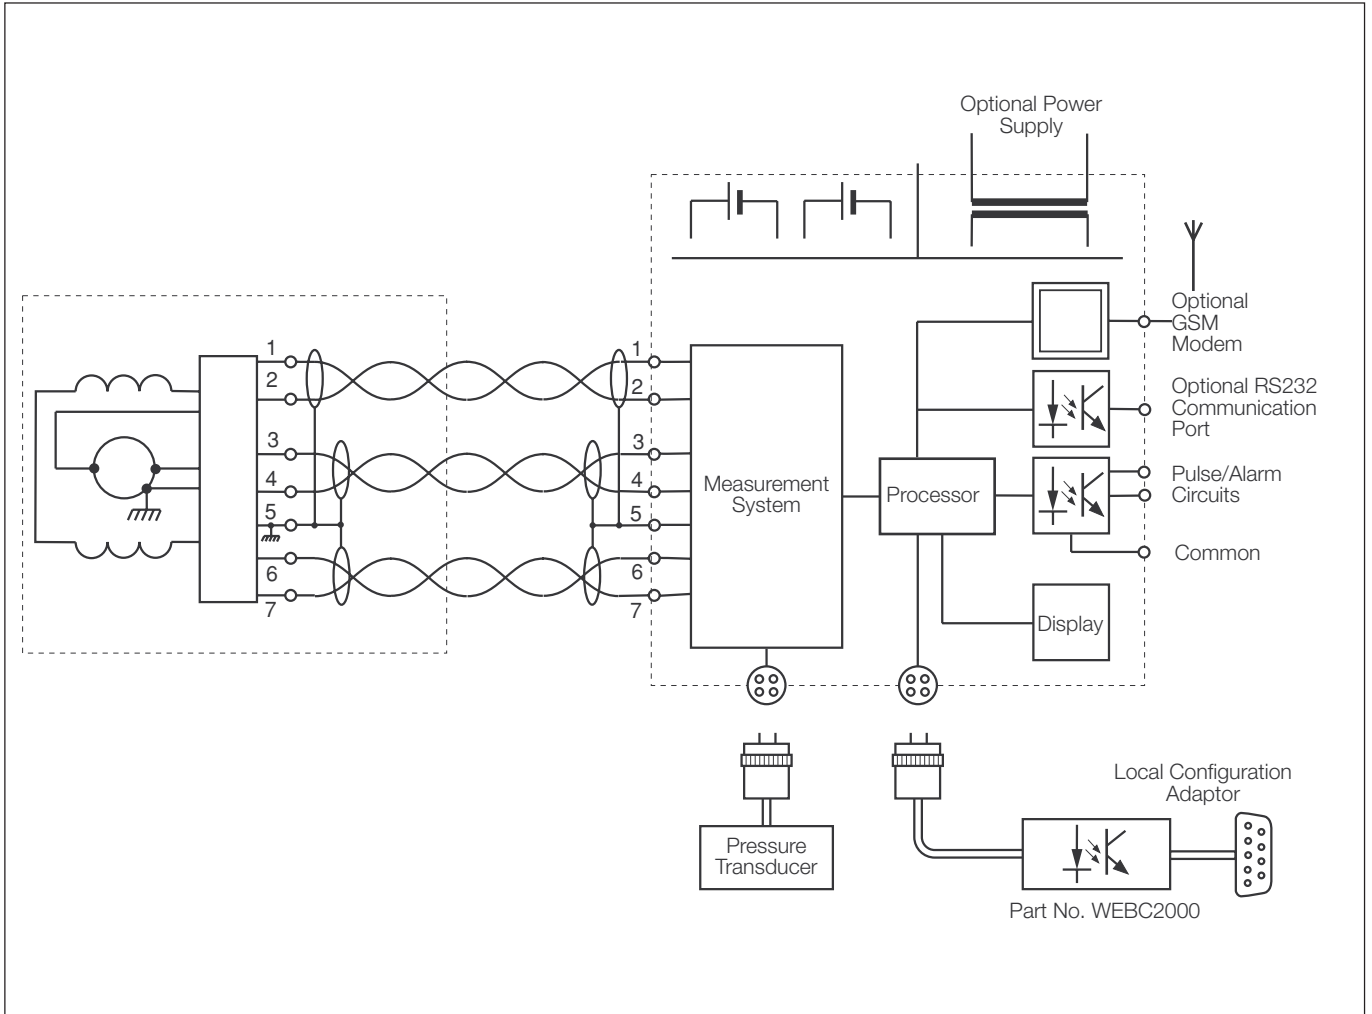 Optional Power
Supply
Optional
GSM
Modem
Optional RS232
Communication
Port
Pulse/Alarm
Circuits
Common
1
2
3
4
5
6
7
1
2
3
4
5
6
7
Measurement
System
Processor
Display
Pressure
Transducer
Local Configuration
Adaptor
Part No. WEBC2000